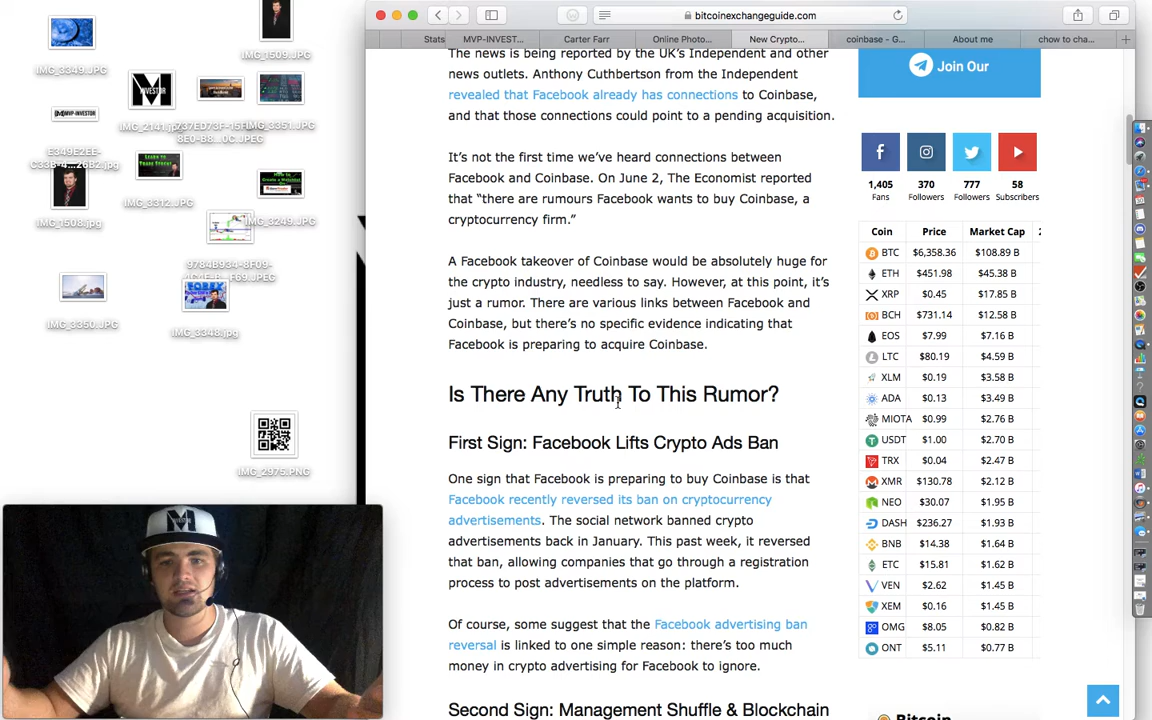 bitcoinexchangeguide.com
Stats
MVP-INVEST...
Carter Farr
Online Photo...
New Crypto...
coinbase - G...
About me
chow to cha...
IMG_3349.JPG
IMG_1509.JPG
IMG_3351.JPG
IMG_3312.JPG
IMG_3249.JPG
IMG_1508.jpg
IMG_3350.JPG
IMG_3348.jpg
IMG_2975.PNG
INVESTOR
MVP-INVESTOR
FOREX
The news is being reported by the UK's Independent and other
news outlets. Anthony Cuthbertson from the Independent
revealed that Facebook already has connections to Coinbase,
and that those connections could point to a pending acquisition.
It's not the first time we've heard connections between
Facebook and Coinbase. On June 2, The Economist reported
that "there are rumours Facebook wants to buy Coinbase, a
cryptocurrency firm."
A Facebook takeover of Coinbase would be absolutely huge for
the crypto industry, needless to say. However, at this point, it's
just a rumor. There are various links between Facebook and
Coinbase, but there's no specific evidence indicating that
Facebook is preparing to acquire Coinbase.
Is There Any Truth To This Rumor?
First Sign: Facebook Lifts Crypto Ads Ban
One sign that Facebook is preparing to buy Coinbase is that
Facebook recently reversed its ban on cryptocurrency
advertisements. The social network banned crypto
advertisements back in January. This past week, it reversed
that ban, allowing companies that go through a registration
process to post advertisements on the platform.
Of course, some suggest that the Facebook advertising ban
reversal is linked to one simple reason: there's too much
money in crypto advertising for Facebook to ignore.
Second Sign: Management Shuffle & Blockchain
Join Our
1,405 370 777 58
Fans Followers Followers Subscribers
Coin Price Market Cap
BTC $6,358.36 $108.89 B
ETH $451.98 $45.38 B
XRP $0.45 $17.85 B
BCH $731.14 $12.58 B
EOS $7.99 $7.16 B
LTC $80.19 $4.59 B
XLM $0.19 $3.58 B
ADA $0.13 $3.49 B
MIOTA $0.99 $2.76 B
USDT $1.00 $2.70 B
TRX $0.04 $2.47 B
XMR $130.78 $2.12 B
NEO $30.07 $1.95 B
DASH $236.27 $1.93 B
BNB $14.38 $1.64 B
ETC $15.81 $1.62 B
VEN $2.62 $1.45 B
XEM $0.16 $1.45 B
OMG $8.05 $0.82 B
ONT $5.11 $0.77 B
Bitcoin